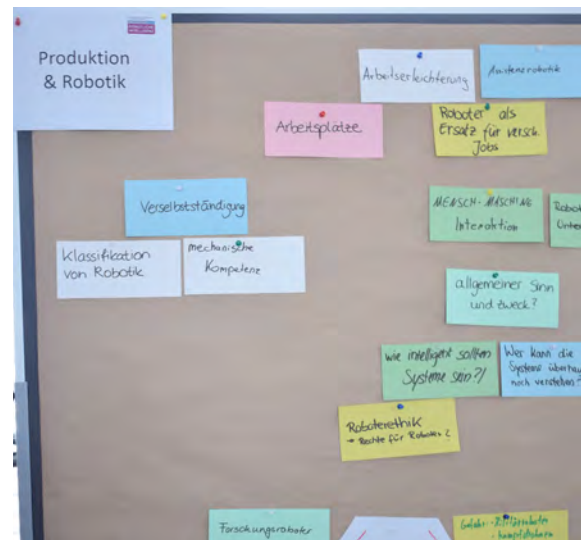 Produktion
& Robotik
Arbeitserleichterung
Assistenzrobotik
Arbeitsplätze
Roboter als
Ersatz für versch.
Jobs
Verselbstständigung
MENSCH-MASCHINE
Interaktion
Klassifikation
von Robotik
mechanische
Kompetenz
allgemeiner Sinn
und zweck?
wie intelligent sollten
Systeme sein?!
Wer kann die
Systeme überhau
noch verstehen?
Roboterethik
→ Rechte für Roboter?
Forschungsroboter
Gefahr